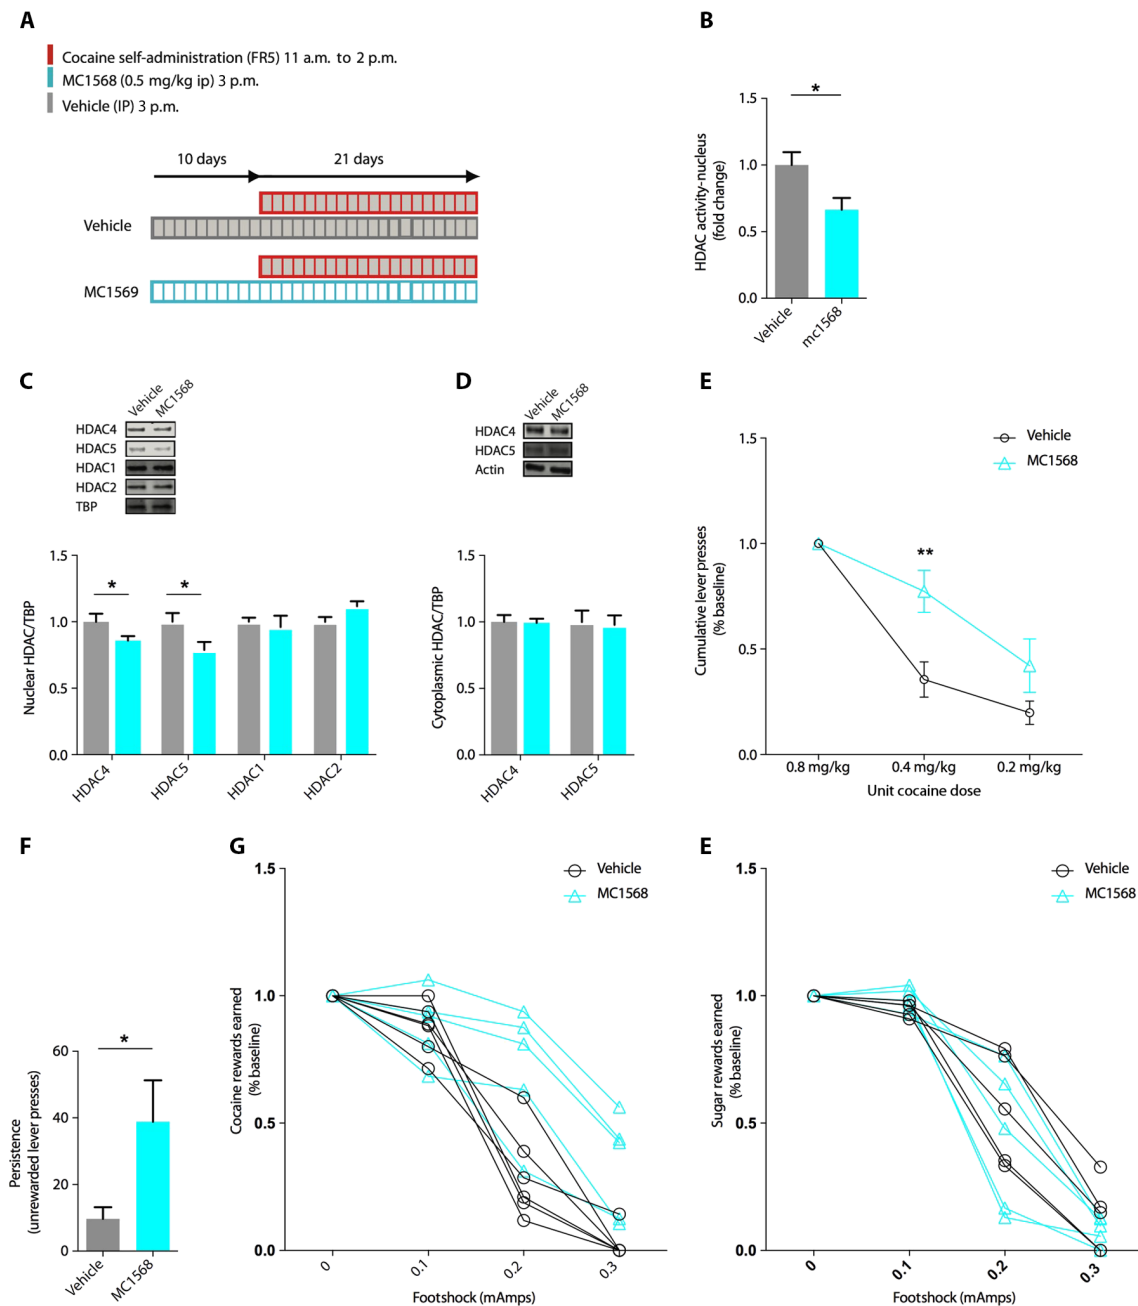 A
Cocaine self-administration (FR5) 11 a.m. to 2 p.m.
MC1568 (0.5 mg/kg ip) 3 p.m.
Vehicle (IP) 3 p.m.
10 days
21 days
Vehicle
MC1569
B
HDAC activity-nucleus
(fold change)
1.5
*
1.0
0.5
0.0
Vehicle
mc1568
C
Vehicle
MC1568
HDAC4
HDAC5
HDAC1
HDAC2
TBP
Nuclear HDAC/TBP
1.5
*
*
1.0
0.5
0.0
HDAC4
HDAC5
HDAC1
HDAC2
D
Vehicle
MC1568
HDAC4
HDAC5
Actin
Cytoplasmic HDAC/TBP
1.5
1.0
0.5
0.0
HDAC4
HDAC5
E
Vehicle
MC1568
Cumulative lever presses
(% baseline)
1.5
1.0
**
0.5
0.0
0.8 mg/kg
0.4 mg/kg
0.2 mg/kg
Unit cocaine dose
F
Persistence
(unrewarded lever presses)
60
*
40
20
0
Vehicle
MC1568
G
Vehicle
MC1568
Cocaine rewards earned
(% baseline)
1.5
1.0
0.5
0.0
0
0.1
0.2
0.3
Footshock (mAmps)
E
Vehicle
MC1568
Sugar rewards earned
(% baseline)
1.5
1.0
0.5
0.0
0
0.1
0.2
0.3
Footshock (mAmps)